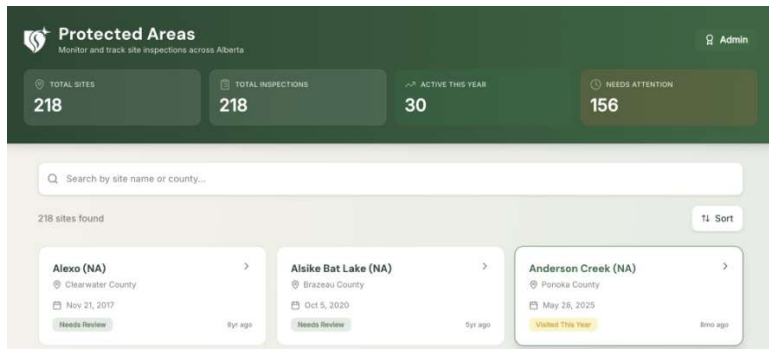 Protected Areas
Monitor and track site inspections across Alberta
Admin
TOTAL SITES
218
TOTAL INSPECTIONS
218
ACTIVE THIS YEAR
30
NEEDS ATTENTION
156
Search by site name or county...
218 sites found
Sort
Alexo (NA)
Clearwater County
Nov 21, 2017
Needs Review
8yr ago
Alsike Bat Lake (NA)
Brazeau County
Oct 5, 2020
Needs Review
5yr ago
Anderson Creek (NA)
Ponoka County
May 28, 2025
Visited This Year
8mo ago